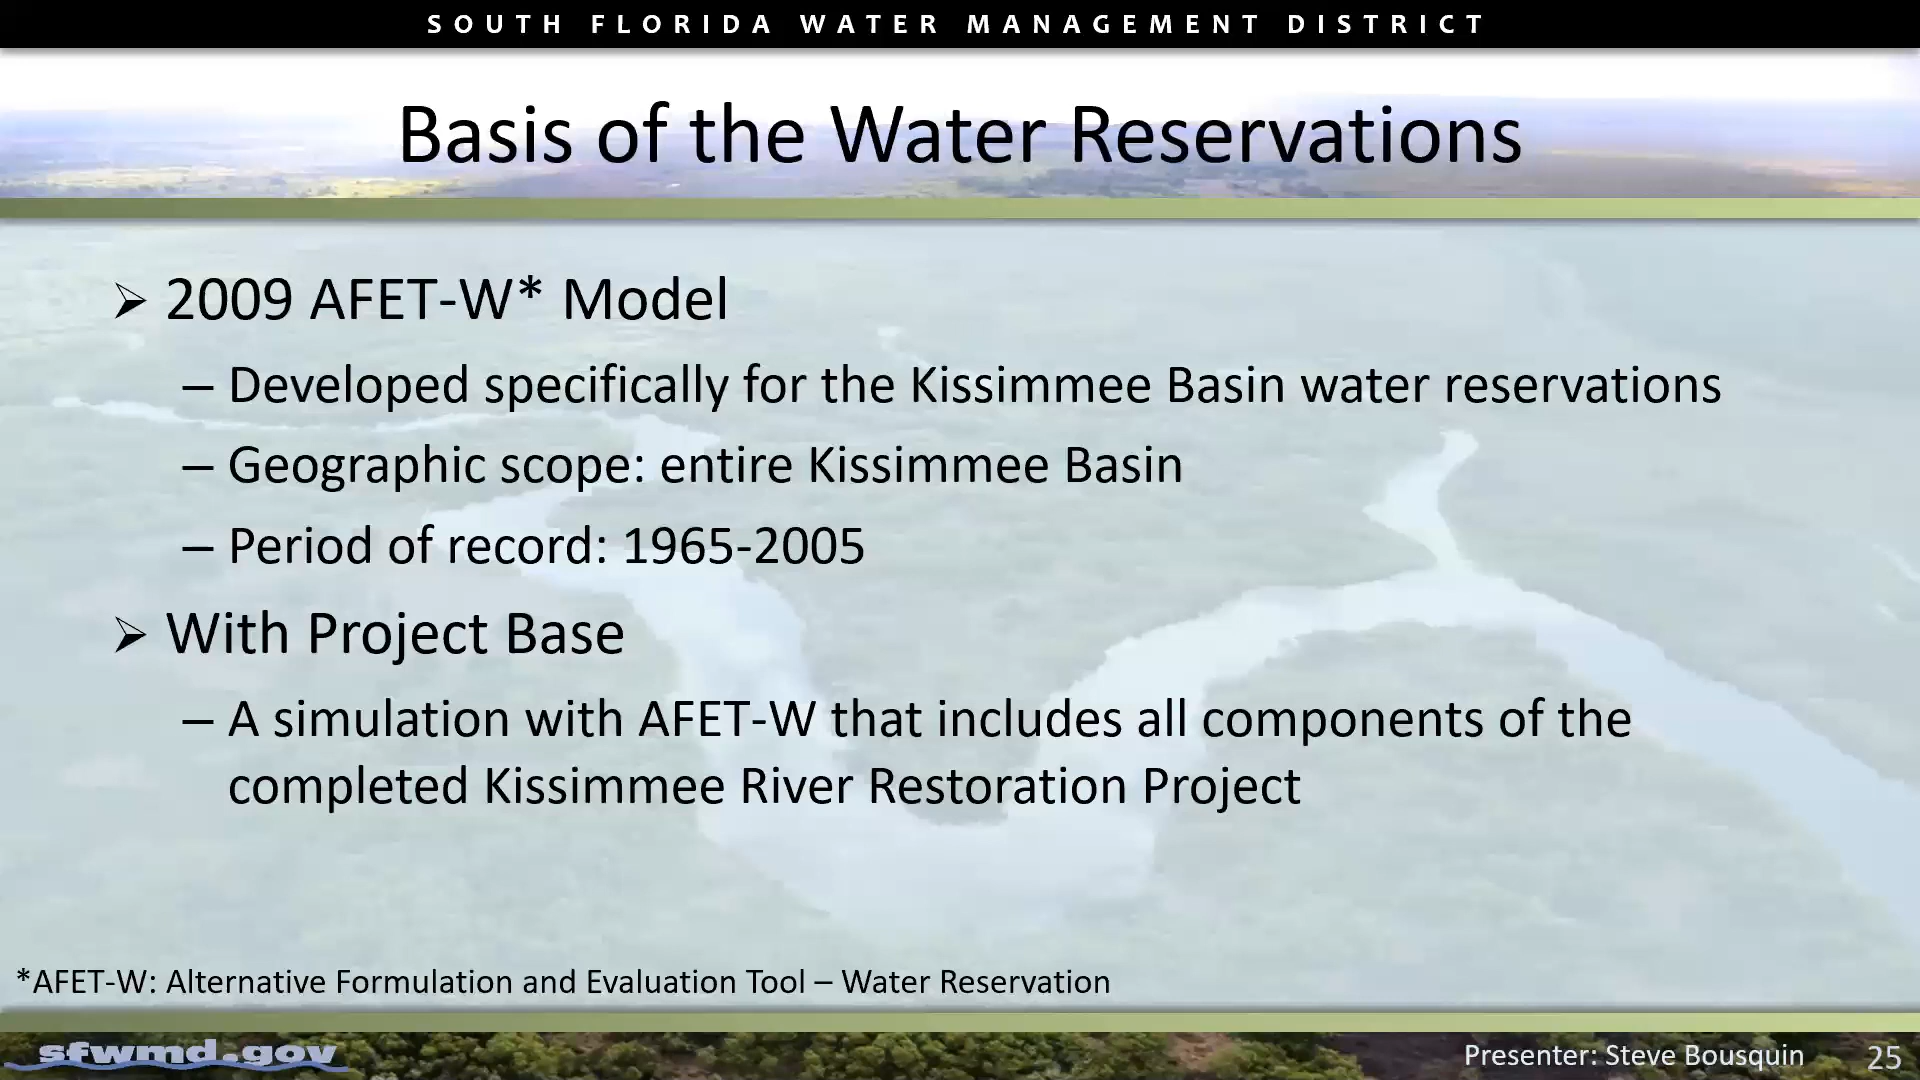 SOUTH FLORIDA WATER MANAGEMENT DISTRICT
Basis of the Water Reservations
➢ 2009 AFET-W* Model
– Developed specifically for the Kissimmee Basin water reservations
– Geographic scope: entire Kissimmee Basin
– Period of record: 1965-2005
➢ With Project Base
– A simulation with AFET-W that includes all components of the
completed Kissimmee River Restoration Project
*AFET-W: Alternative Formulation and Evaluation Tool – Water Reservation
sfwmd.gov
Presenter: Steve Bousquin
25